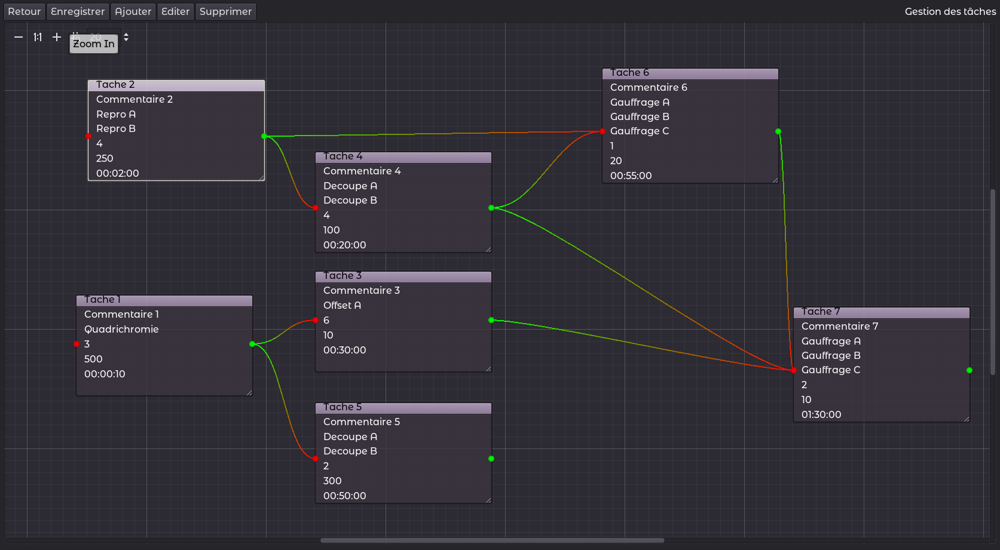 Retour Enregistrer Ajouter Editer Supprimer Gestion des tâches
1:1 20
Zoom In
Tache 2
Commentaire 2
Repro A
Repro B
4
250
00:02:00
Tache 6
Commentaire 6
Gauffrage A
Gauffrage B
Gauffrage C
1
20
00:55:00
Tache 4
Commentaire 4
Decoupe A
Decoupe B
4
100
00:20:00
Tache 3
Commentaire 3
Offset A
6
10
00:30:00
Tache 1
Commentaire 1
Quadrichromie
3
500
00:00:10
Tache 7
Commentaire 7
Gauffrage A
Gauffrage B
Gauffrage C
2
10
01:30:00
Tache 5
Commentaire 5
Decoupe A
Decoupe B
2
300
00:50:00